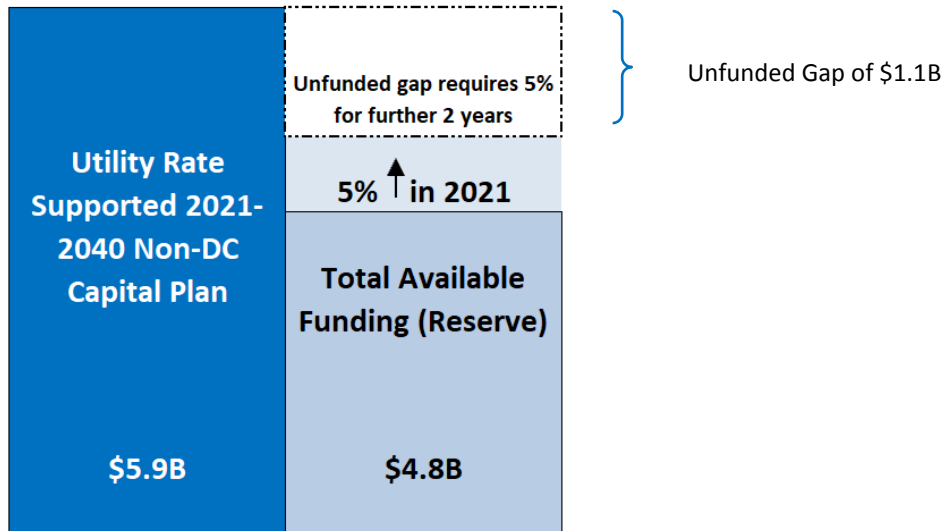 Utility Rate
Supported 2021-
2040 Non-DC
Capital Plan
$5.9B
Unfunded gap requires 5%
for further 2 years
5% ↑ in 2021
Total Available
Funding (Reserve)
$4.8B
Unfunded Gap of $1.1B